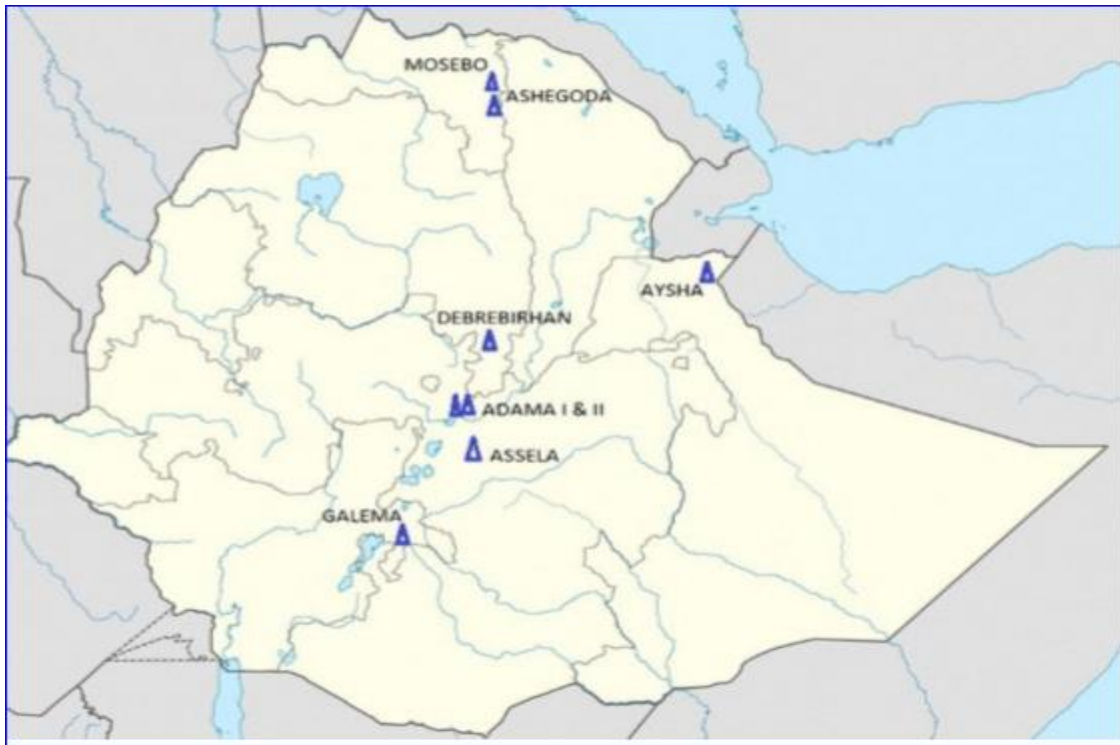 MOSEBO
ASHEGODA
AYSHA
DEBREBIRHAN
ADAMA I & II
ASSELA
GALEMA